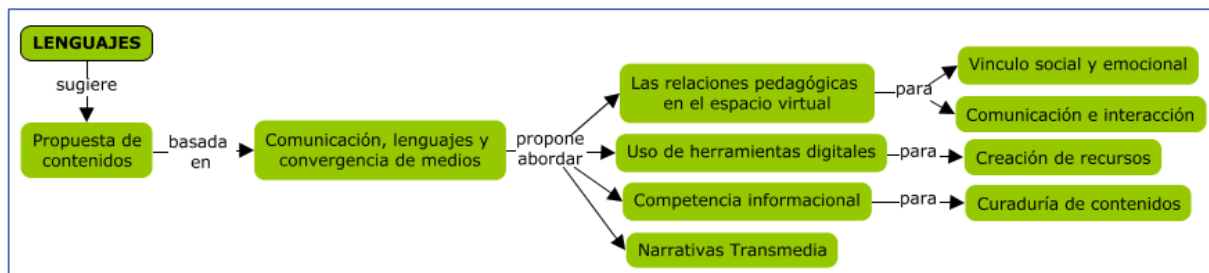 LENGUAJES
sugiere
Propuesta de
contenidos
basada
en
Comunicación, lenguajes y
convergencia de medios
propone
abordar
Las relaciones pedagógicas
en el espacio virtual
para
Vinculo social y emocional
Comunicación e interacción
Uso de herramientas digitales
para
Creación de recursos
Competencia informacional
para
Curaduría de contenidos
Narrativas Transmedia